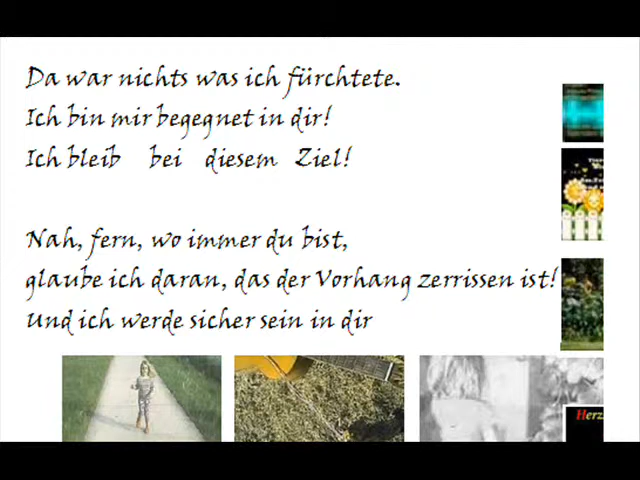 Da war nichts was ich fürchtete.
Ich bin mir begegnet in dir!
Ich bleib bei diesem Ziel!
Nah, fern, wo immer du bist,
glaube ich daran, das der Vorhang zerrissen ist!
Und ich werde sicher sein in dir
Herz